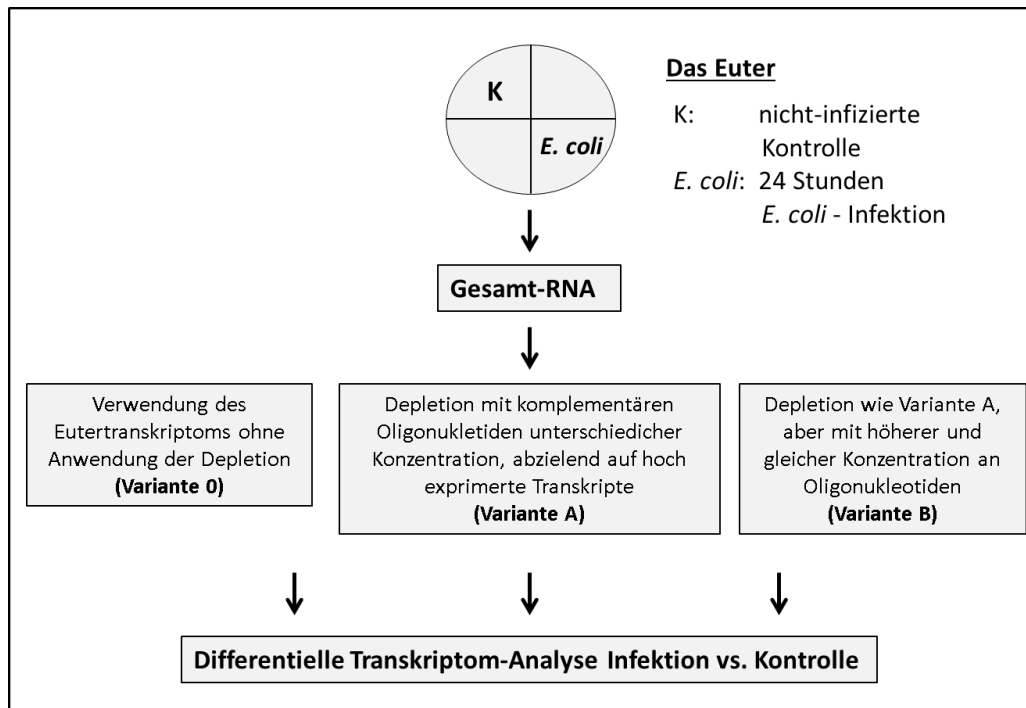 K
E. coli
Das Euter
K: nicht-infizierte
Kontrolle
E. coli: 24 Stunden
E. coli - Infektion
Gesamt-RNA
Verwendung des
Eutertranskriptoms ohne
Anwendung der Depletion
(Variante 0)
Depletion mit komplementären
Oligonukletiden unterschiedicher
Konzentration, abzielend auf hoch
exprimerte Transkripte
(Variante A)
Depletion wie Variante A,
aber mit höherer und
gleicher Konzentration an
Oligonukleotiden
(Variante B)
Differentielle Transkriptom-Analyse Infektion vs. Kontrolle